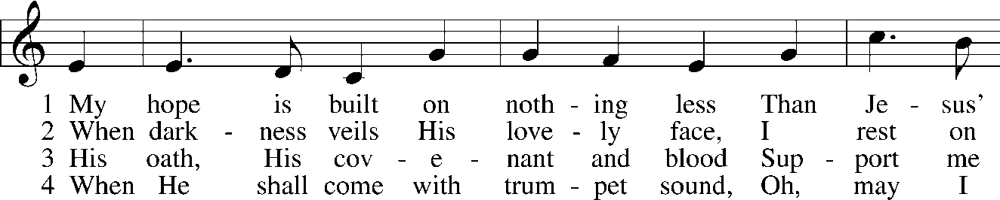 1 My hope is built on noth - ing less Than Je - sus’
2 When dark - ness veils His love - ly face, I rest on
3 His oath, His cov - e - nant and blood Sup - port me
4 When He shall come with trum - pet sound, Oh, may I